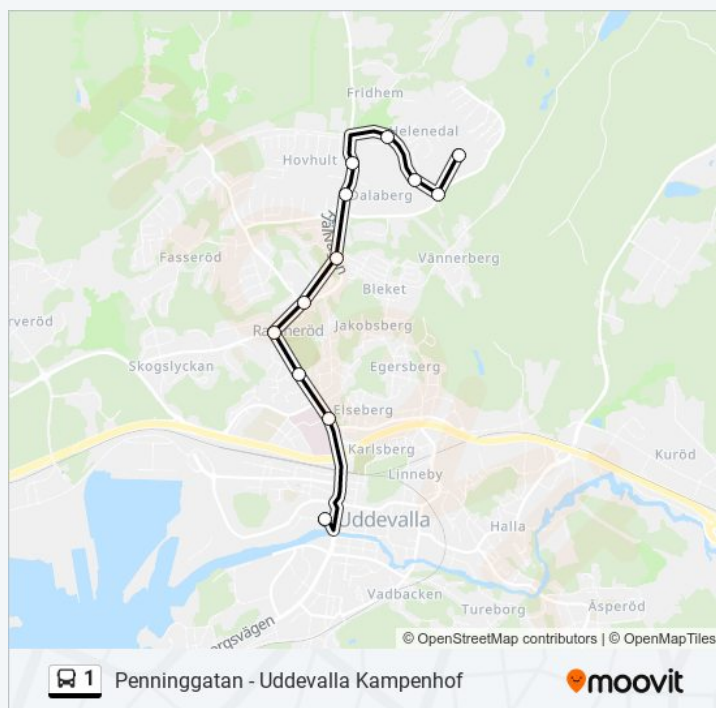 Fridhem
Helenedal
Hovhult
Dalaberg
Fasseröd
Vännerberg
Bleket
Jakobsberg
Skogslyckan
Egersberg
Elseberg
Karlsberg
Kuröd
Linneby
Uddevalla
Halla
Vadbacken
Tureborg
Äsperöd
© OpenStreetMap contributors | © OpenMapTiles
1 Penninggatan - Uddevalla Kampenhof
moovit